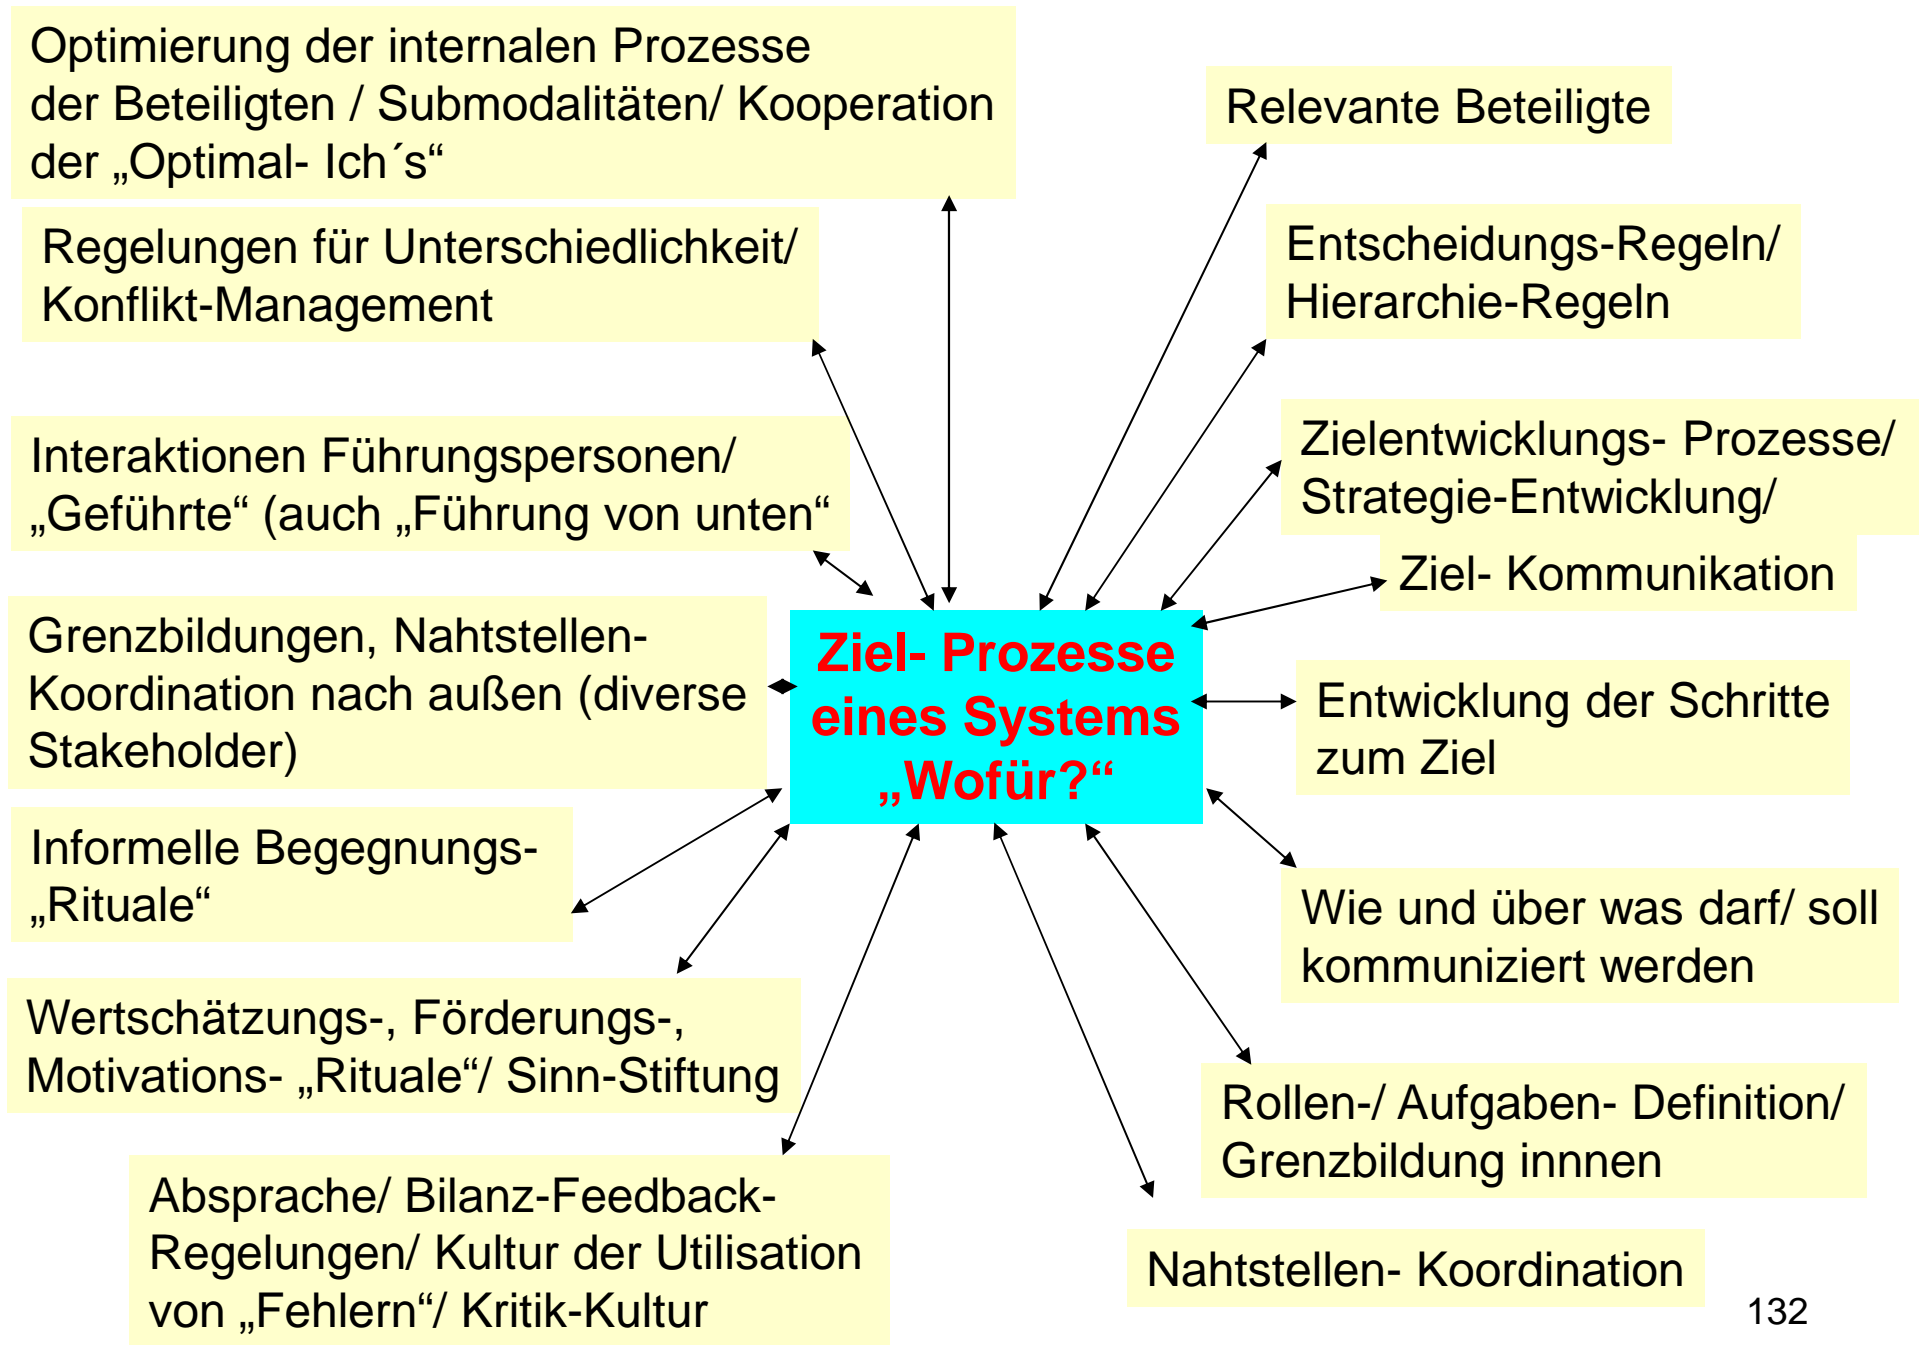 Optimierung der internalen Prozesse
der Beteiligten / Submodalitäten/ Kooperation
der „Optimal- Ich´s“
Relevante Beteiligte
Regelungen für Unterschiedlichkeit/
Konflikt-Management
Entscheidungs-Regeln/
Hierarchie-Regeln
Interaktionen Führungspersonen/
„Geführte“ (auch „Führung von unten“
Zielentwicklungs- Prozesse/
Strategie-Entwicklung/
Ziel- Kommunikation
Grenzbildungen, Nahtstellen-
Koordination nach außen (diverse
Stakeholder)
Ziel- Prozesse
eines Systems
„Wofür?“
Entwicklung der Schritte
zum Ziel
Informelle Begegnungs-
„Rituale“
Wie und über was darf/ soll
kommuniziert werden
Wertschätzungs-, Förderungs-,
Motivations- „Rituale“/ Sinn-Stiftung
Rollen-/ Aufgaben- Definition/
Grenzbildung innnen
Absprache/ Bilanz-Feedback-
Regelungen/ Kultur der Utilisation
von „Fehlern“/ Kritik-Kultur
Nahtstellen- Koordination
132